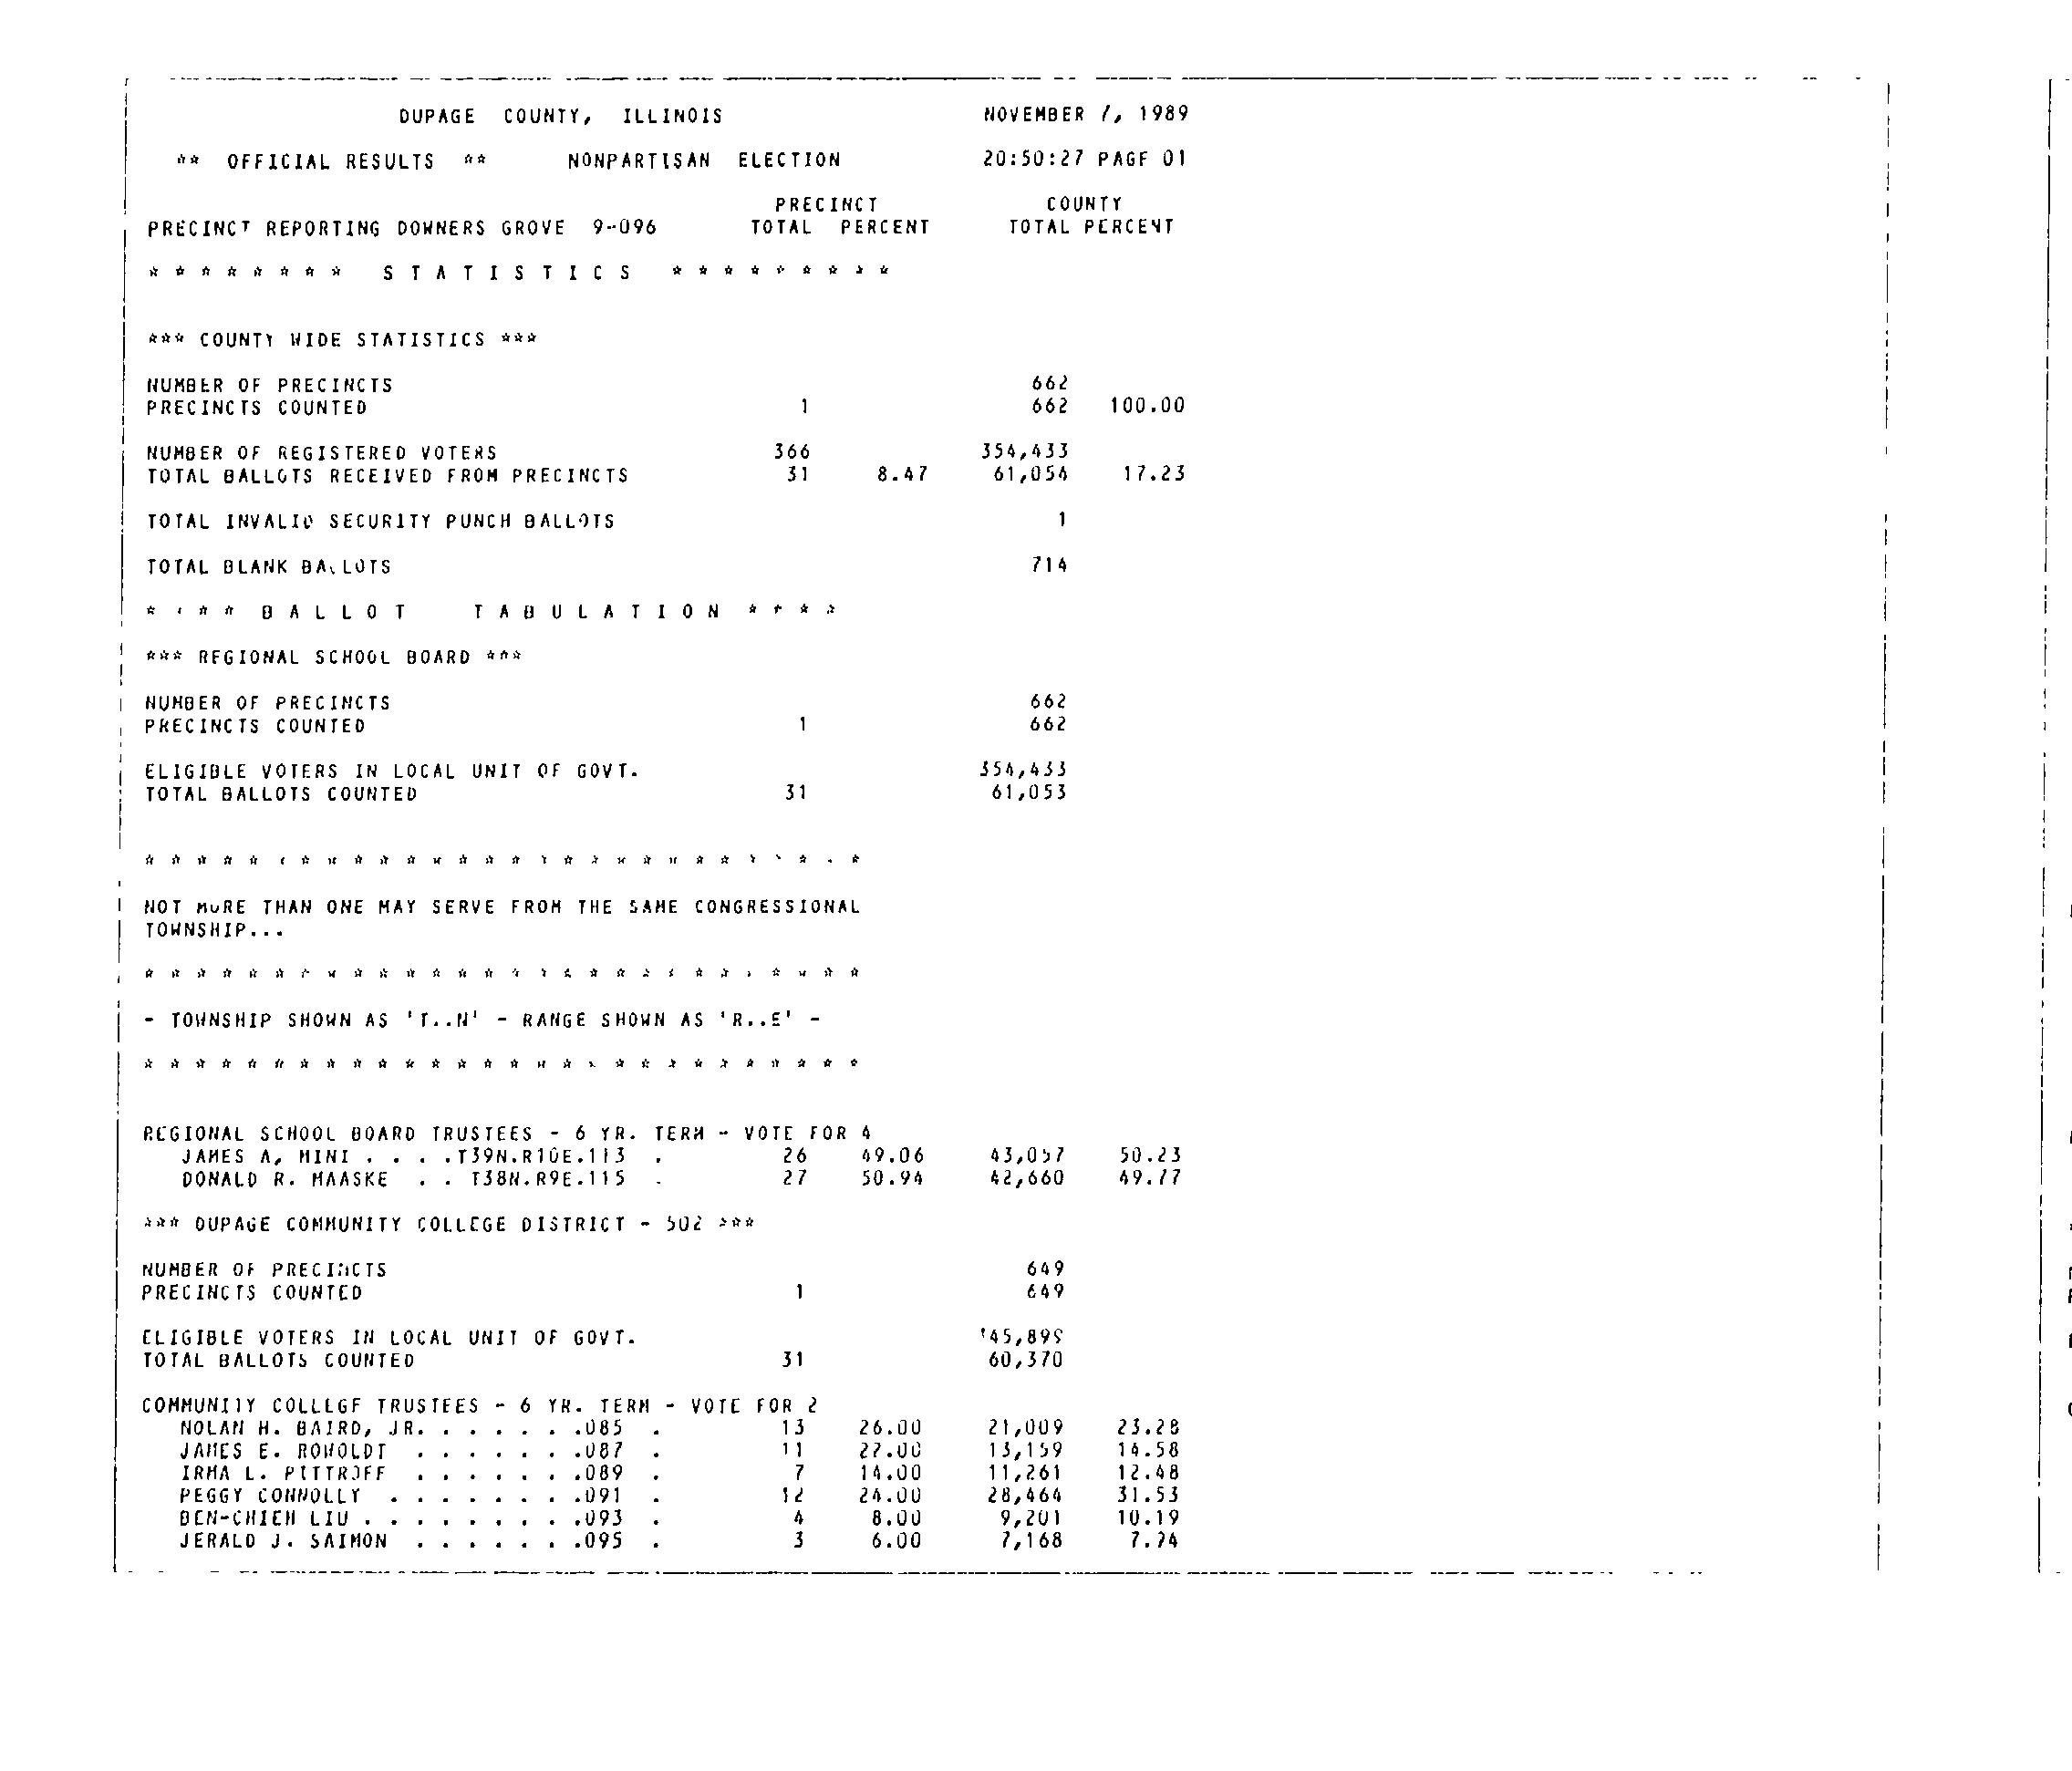 DUPAGE COUNTY, ILLINOIS NOVEMBER 7, 1989
** OFFICIAL RESULTS ** NONPARTISAN ELECTION 20:50:27 PAGE 01
PRECINCT COUNTY
PRECINCT REPORTING DOWNERS GROVE 9-096 TOTAL PERCENT TOTAL PERCENT
* * * * * * * * S T A T I S T I C S * * * * * * * * *
*** COUNTY WIDE STATISTICS ***
NUMBER OF PRECINCTS 662
PRECINCTS COUNTED 1 662 100.00
NUMBER OF REGISTERED VOTERS 366 354,433
TOTAL BALLOTS RECEIVED FROM PRECINCTS 31 8.47 61,054 17.23
TOTAL INVALID SECURITY PUNCH BALLOTS 1
TOTAL BLANK BALLOTS 714
* * * * B A L L O T T A B U L A T I O N * * * *
*** REGIONAL SCHOOL BOARD ***
NUMBER OF PRECINCTS 662
PRECINCTS COUNTED 1 662
ELIGIBLE VOTERS IN LOCAL UNIT OF GOVT. 354,433
TOTAL BALLOTS COUNTED 31 61,053
* * * * * * * * * * * * * * * * * * * * * * * * * * * *
NOT MORE THAN ONE MAY SERVE FROM THE SAME CONGRESSIONAL
TOWNSHIP...
* * * * * * * * * * * * * * * * * * * * * * * * * * * *
- TOWNSHIP SHOWN AS 'T..N' - RANGE SHOWN AS 'R..E' -
* * * * * * * * * * * * * * * * * * * * * * * * * * * *
REGIONAL SCHOOL BOARD TRUSTEES - 6 YR. TERM - VOTE FOR 4
JAMES A. MINI . . . .T39N.R10E.113 . 26 49.06 43,057 50.23
DONALD R. MAASKE . . T38N.R9E.115 . 27 50.94 42,660 49.77
*** DUPAGE COMMUNITY COLLEGE DISTRICT - 502 ***
NUMBER OF PRECINCTS 649
PRECINCTS COUNTED 1 649
ELIGIBLE VOTERS IN LOCAL UNIT OF GOVT.
TOTAL BALLOTS COUNTED 31 60,370
COMMUNITY COLLEGE TRUSTEES - 6 YR. TERM - VOTE FOR 2
NOLAN H. BAIRD, JR. . . . . . .085 . 13 26.00 21,009 23.28
JAMES E. ROWOLDT . . . . . . .087 . 11 22.00 13,159 14.58
IRMA L. PITTROFF . . . . . . .089 . 7 14.00 11,261 12.48
PEGGY CONNOLLY . . . . . . . .091 . 12 24.00 28,464 31.53
BEN-CHIEH LIU . . . . . . . . .093 . 4 8.00 9,201 10.19
JERALD J. SAIMON . . . . . . .095 . 3 6.00 7,168 7.94